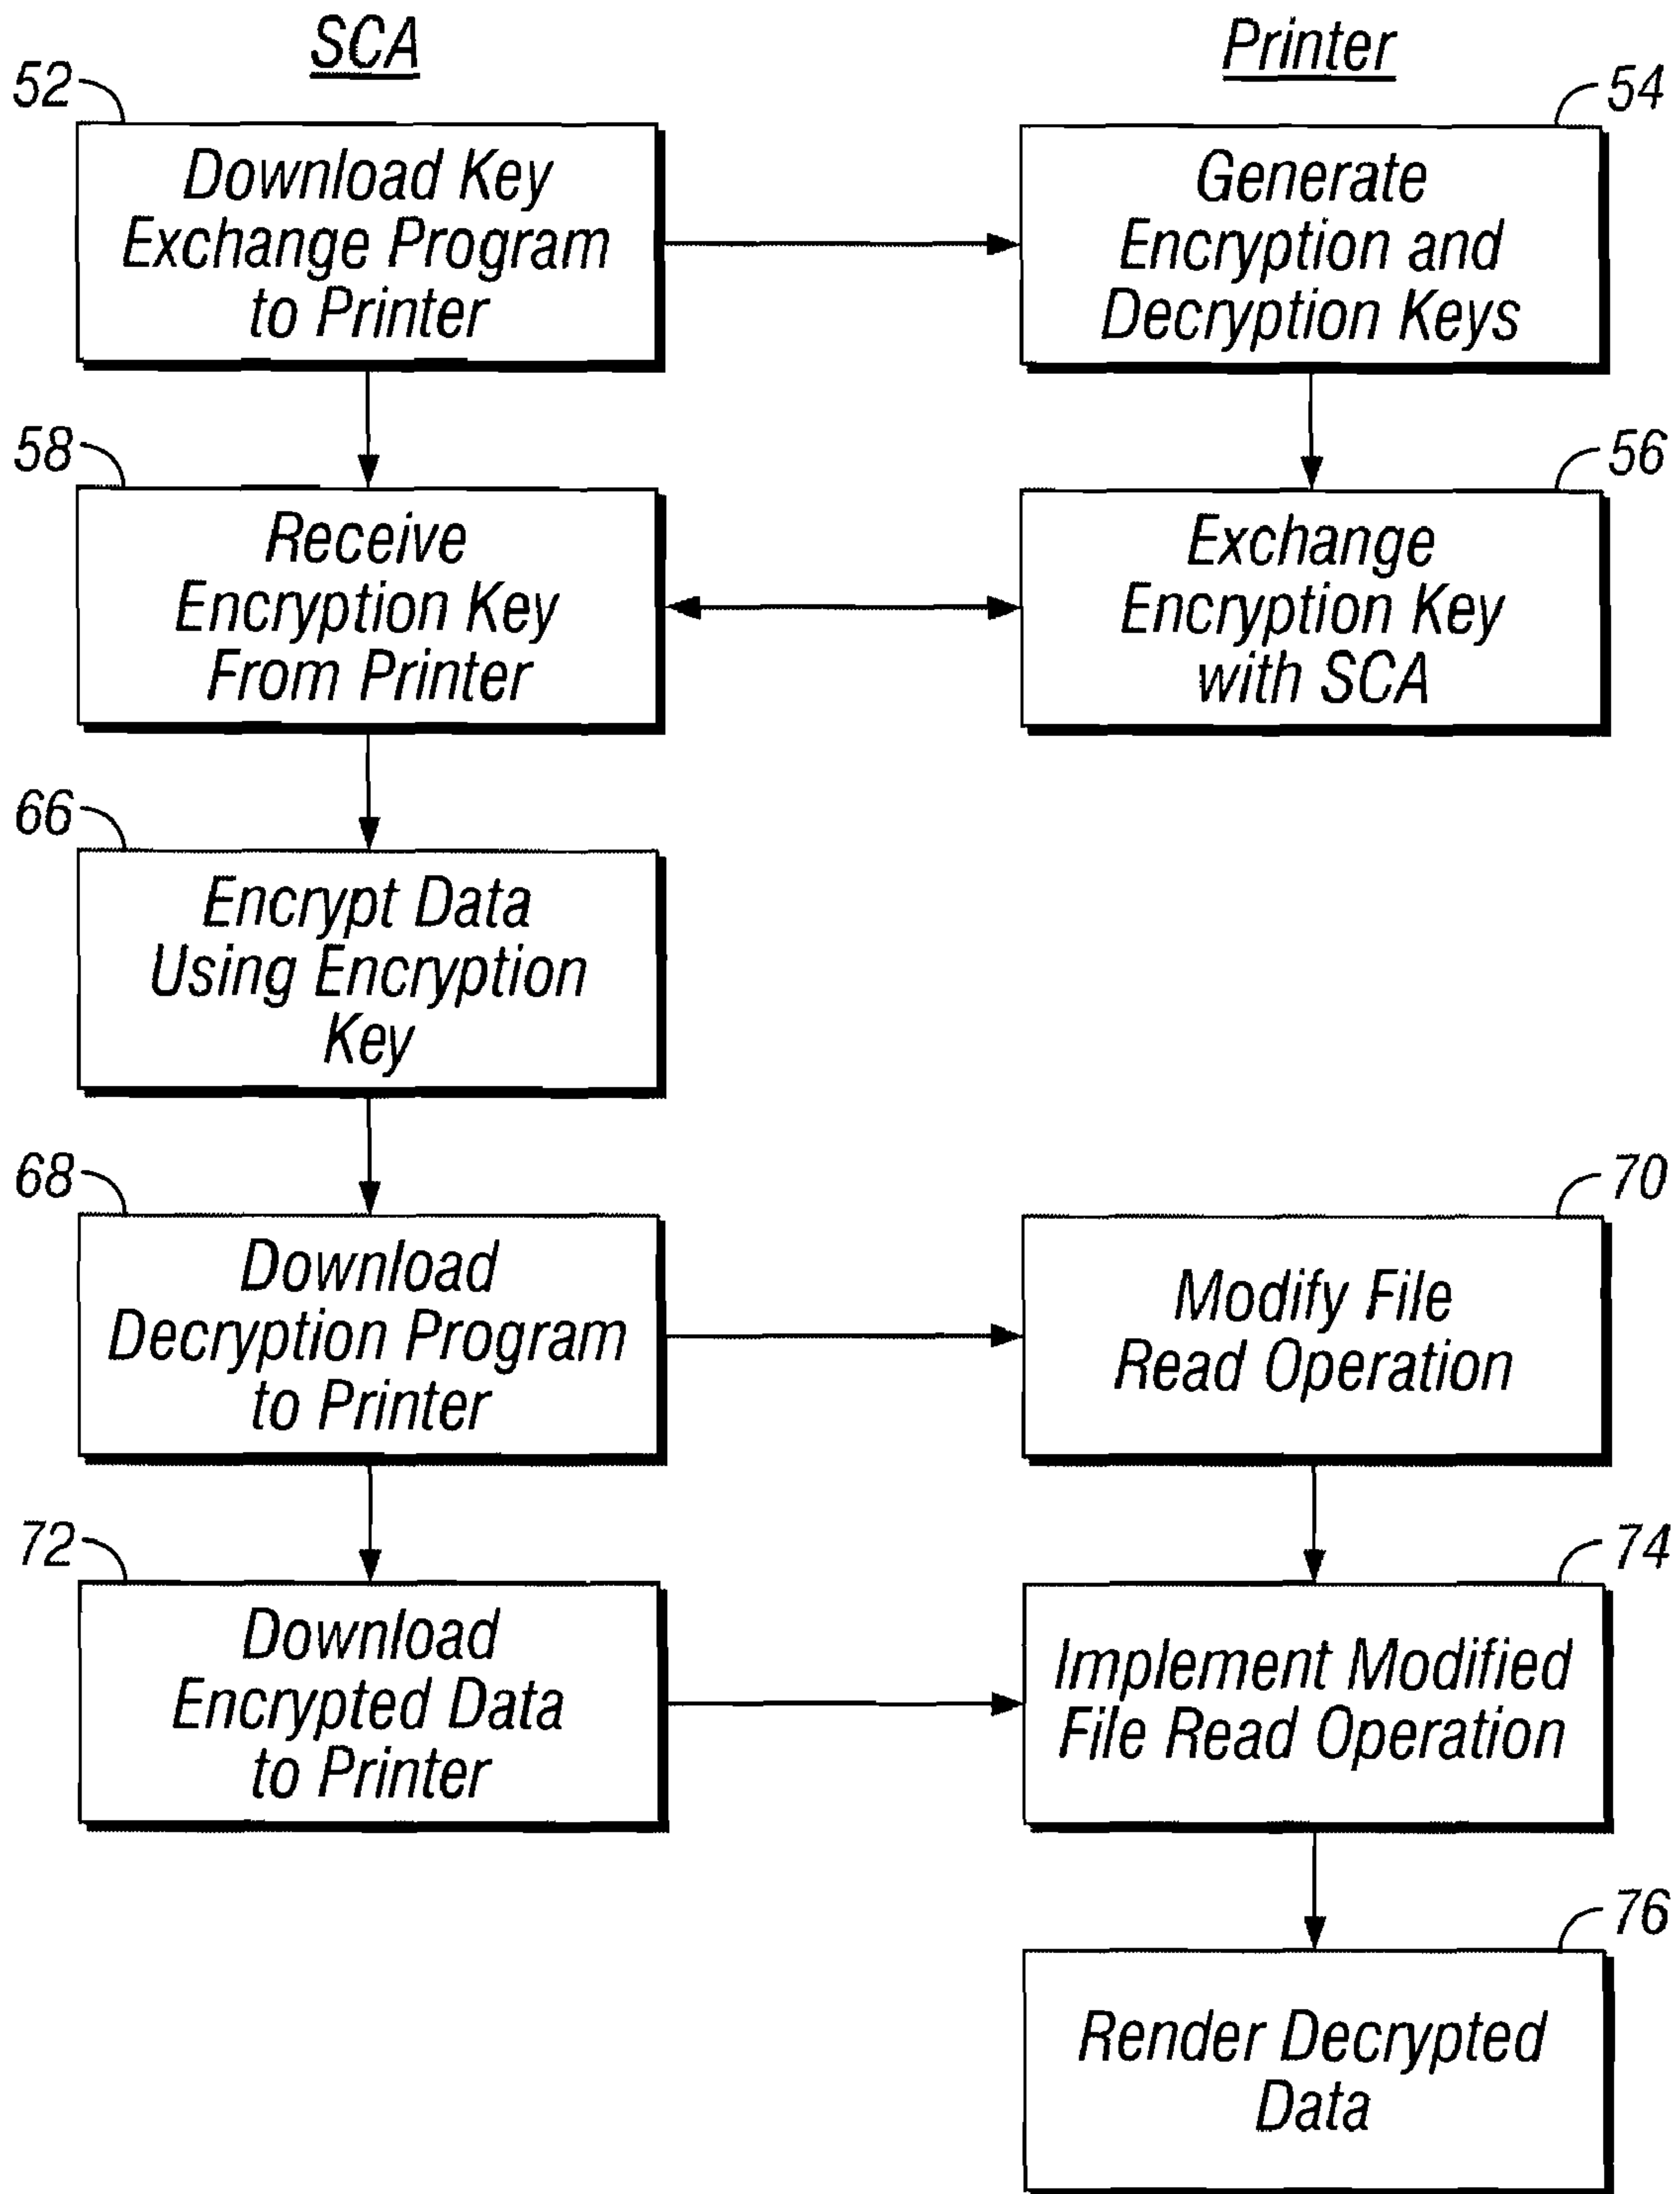 SCA
Printer
52
54
Download Key
Exchange Program
to Printer
Generate
Encryption and
Decryption Keys
58
56
Receive
Encryption Key
From Printer
Exchange
Encryption Key
with SCA
66
Encrypt Data
Using Encryption
Key
68
70
Download
Decryption Program
to Printer
Modify File
Read Operation
72
74
Download
Encrypted Data
to Printer
Implement Modified
File Read Operation
76
Render Decrypted
Data